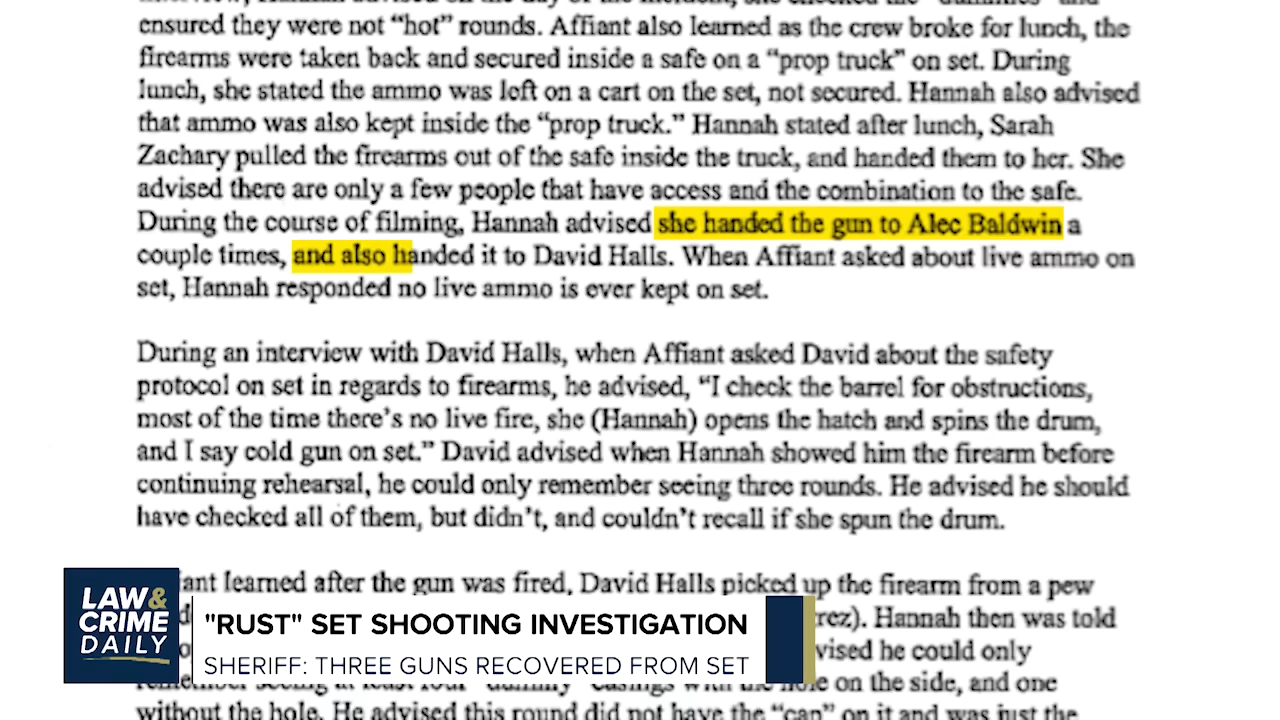 ensured they were not “hot” rounds. Affiant also learned as the crew broke for lunch, the
firearms were taken back and secured inside a safe on a “prop truck” on set. During
lunch, she stated the ammo was left on a cart on the set, not secured. Hannah also advised
that ammo was also kept inside the “prop truck.” Hannah stated after lunch, Sarah
Zachary pulled the firearms out of the safe inside the truck, and handed them to her. She
advised there are only a few people that have access and the combination to the safe.
During the course of filming, Hannah advised she handed the gun to Alec Baldwin a
couple times, and also handed it to David Halls. When Affiant asked about live ammo on
set, Hannah responded no live ammo is ever kept on set.
During an interview with David Halls, when Affiant asked David about the safety
protocol on set in regards to firearms, he advised, “I check the barrel for obstructions,
most of the time there’s no live fire, she (Hannah) opens the hatch and spins the drum,
and I say cold gun on set.” David advised when Hannah showed him the firearm before
continuing rehearsal, he could only remember seeing three rounds. He advised he should
have checked all of them, but didn’t, and couldn’t recall if she spun the drum.
learned after the gun was fired, David Halls picked up the firearm from a pew
Hannah then was told
he could only
on the side, and one
without the hole. He advised this round did not have the “cap” on it and was just the
LAW&
CRIME
DAILY
"RUST" SET SHOOTING INVESTIGATION
SHERIFF: THREE GUNS RECOVERED FROM SET